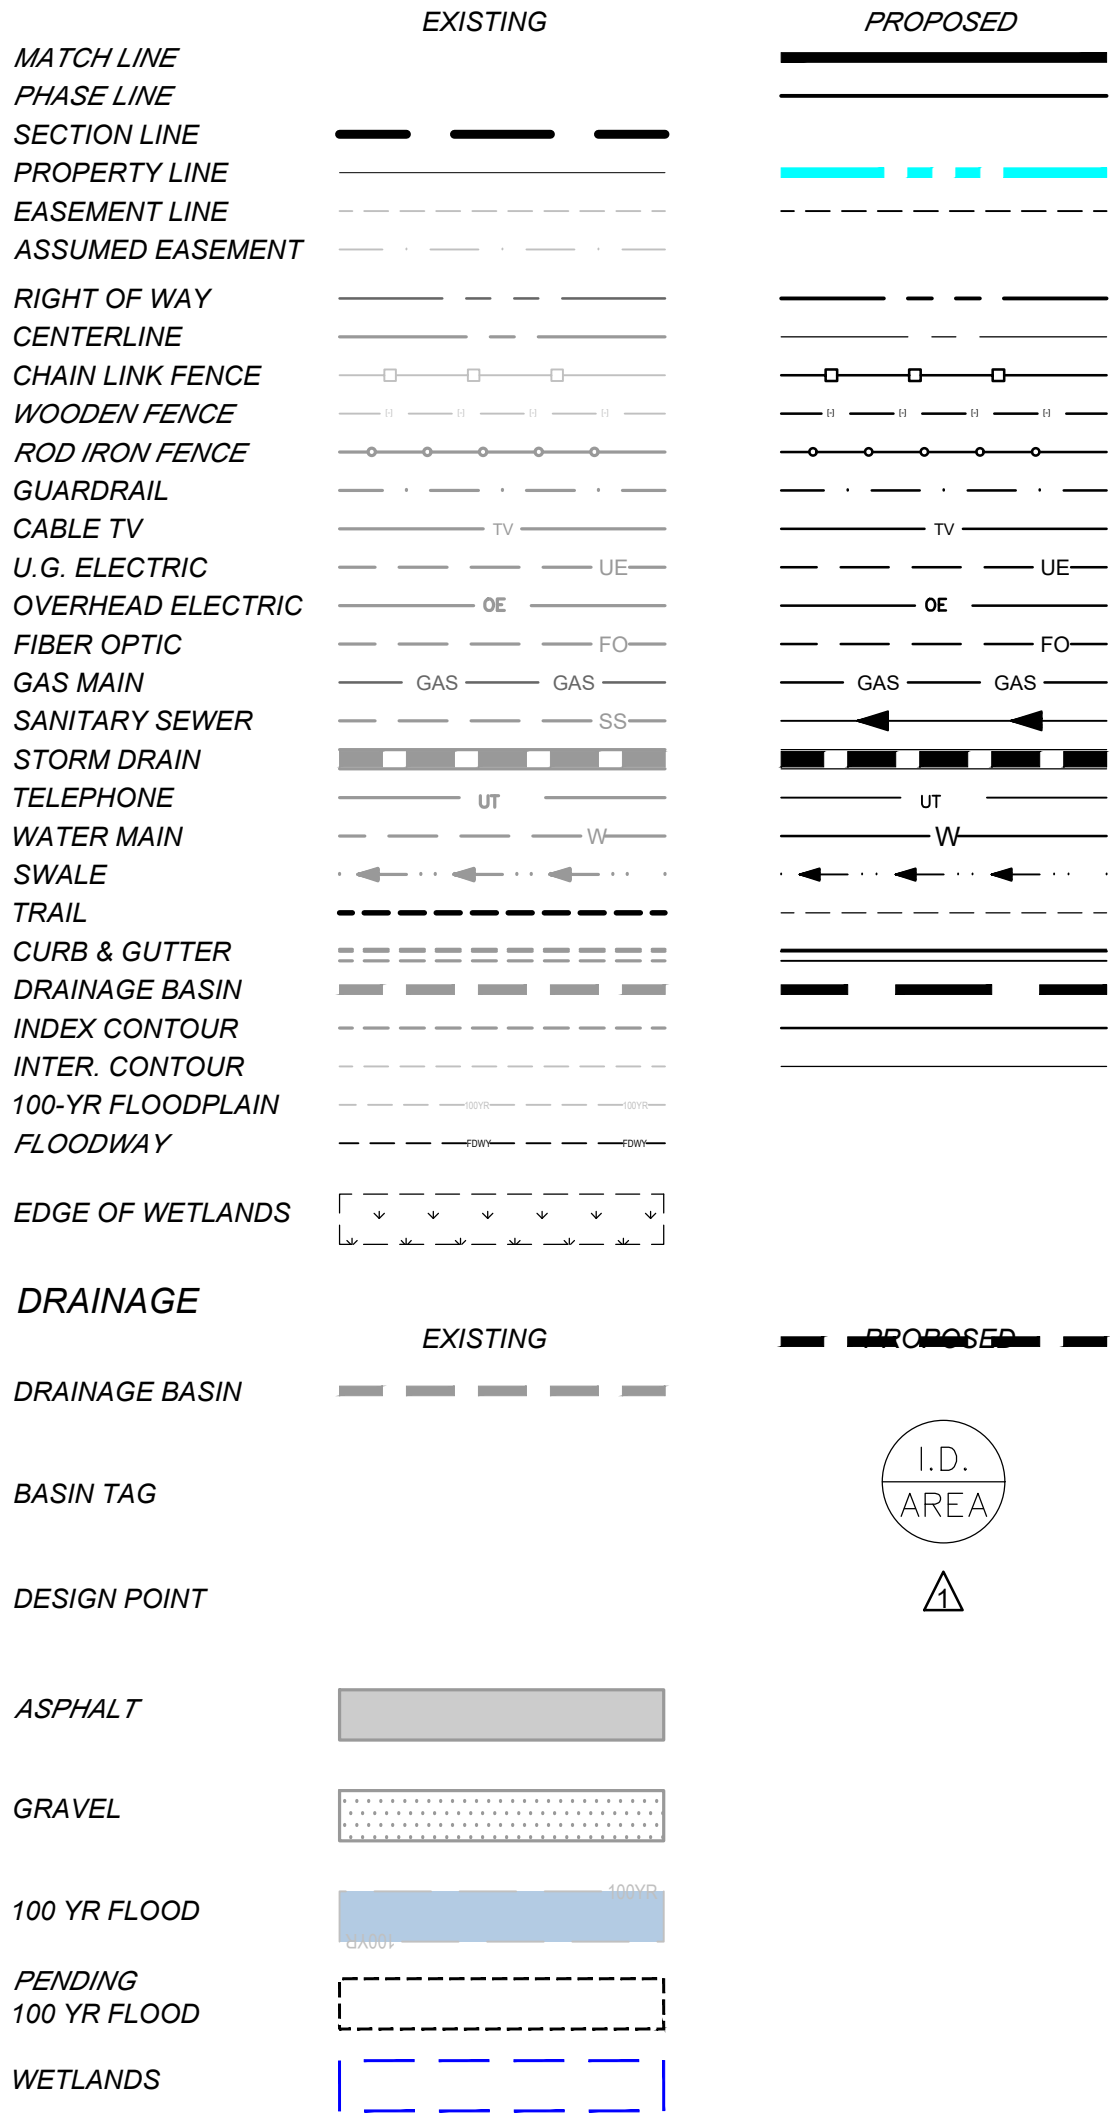 EXISTING PROPOSED
MATCH LINE
PHASE LINE
SECTION LINE
PROPERTY LINE
EASEMENT LINE
ASSUMED EASEMENT
RIGHT OF WAY
CENTERLINE
CHAIN LINK FENCE
WOODEN FENCE
ROD IRON FENCE
GUARDRAIL
CABLE TV TV TV
U.G. ELECTRIC UE UE
OVERHEAD ELECTRIC OE OE
FIBER OPTIC FO FO
GAS MAIN GAS GAS GAS GAS
SANITARY SEWER SS
STORM DRAIN
TELEPHONE UT UT
WATER MAIN W W
SWALE
TRAIL
CURB & GUTTER
DRAINAGE BASIN
INDEX CONTOUR
INTER. CONTOUR
100-YR FLOODPLAIN 100YR 100YR
FLOODWAY FDWY FDWY
EDGE OF WETLANDS
DRAINAGE
EXISTING PROPOSED
DRAINAGE BASIN
I.D.
BASIN TAG
AREA
DESIGN POINT 1
ASPHALT
GRAVEL
100YR
100 YR FLOOD
100YR
PENDING
100 YR FLOOD
WETLANDS